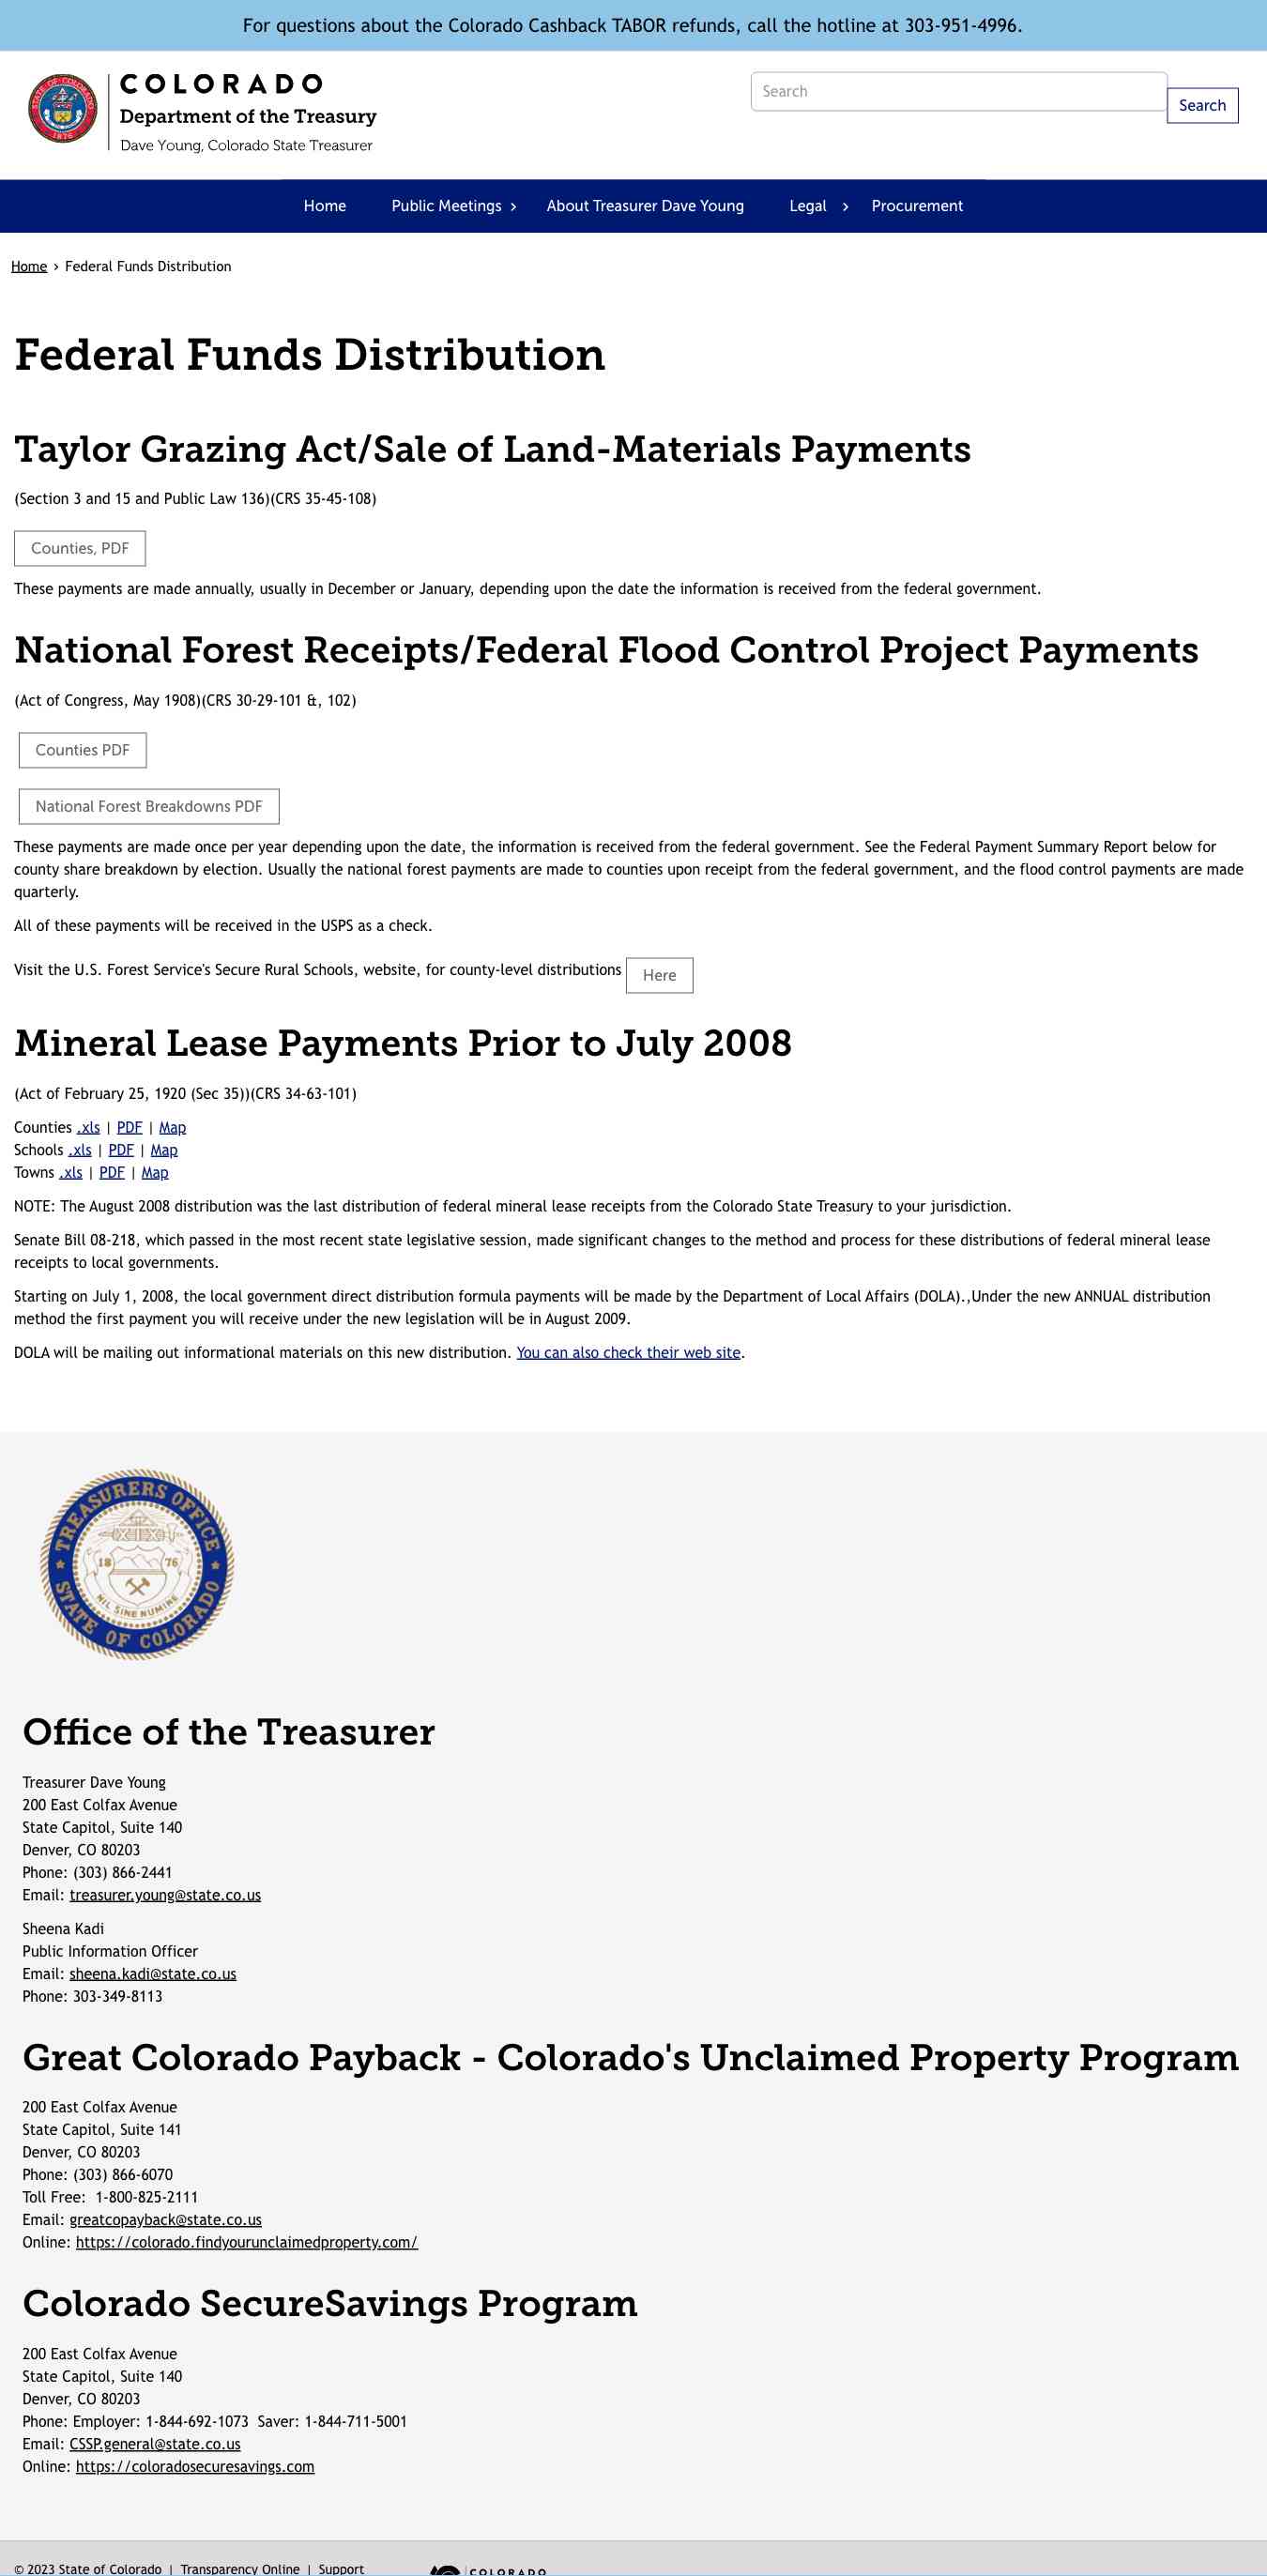 For questions about the Colorado Cashback TABOR refunds, call the hotline at 303-951-4996.
STATE OF COLORADO
1876
COLORADO
Department of the Treasury
Dave Young, Colorado State Treasurer
Search
Search
Home Public Meetings › About Treasurer Dave Young Legal › Procurement
Home › Federal Funds Distribution
Federal Funds Distribution
Taylor Grazing Act/Sale of Land-Materials Payments
(Section 3 and 15 and Public Law 136)(CRS 35-45-108)
Counties, PDF
These payments are made annually, usually in December or January, depending upon the date the information is received from the federal government.
National Forest Receipts/Federal Flood Control Project Payments
(Act of Congress, May 1908)(CRS 30-29-101 &, 102)
Counties PDF
National Forest Breakdowns PDF
These payments are made once per year depending upon the date, the information is received from the federal government. See the Federal Payment Summary Report below for
county share breakdown by election. Usually the national forest payments are made to counties upon receipt from the federal government, and the flood control payments are made
quarterly.
All of these payments will be received in the USPS as a check.
Visit the U.S. Forest Service's Secure Rural Schools, website, for county-level distributions Here
Mineral Lease Payments Prior to July 2008
(Act of February 25, 1920 (Sec 35))(CRS 34-63-101)
Counties .xls | PDF | Map
Schools .xls | PDF | Map
Towns .xls | PDF | Map
NOTE: The August 2008 distribution was the last distribution of federal mineral lease receipts from the Colorado State Treasury to your jurisdiction.
Senate Bill 08-218, which passed in the most recent state legislative session, made significant changes to the method and process for these distributions of federal mineral lease
receipts to local governments.
Starting on July 1, 2008, the local government direct distribution formula payments will be made by the Department of Local Affairs (DOLA).,Under the new ANNUAL distribution
method the first payment you will receive under the new legislation will be in August 2009.
DOLA will be mailing out informational materials on this new distribution. You can also check their web site.
TREASURERS OFFICE
18 76
NIL SINE NUMINE
STATE OF COLORADO
Office of the Treasurer
Treasurer Dave Young
200 East Colfax Avenue
State Capitol, Suite 140
Denver, CO 80203
Phone: (303) 866-2441
Email: treasurer.young@state.co.us
Sheena Kadi
Public Information Officer
Email: sheena.kadi@state.co.us
Phone: 303-349-8113
Great Colorado Payback - Colorado's Unclaimed Property Program
200 East Colfax Avenue
State Capitol, Suite 141
Denver, CO 80203
Phone: (303) 866-6070
Toll Free: 1-800-825-2111
Email: greatcopayback@state.co.us
Online: https://colorado.findyourunclaimedproperty.com/
Colorado SecureSavings Program
200 East Colfax Avenue
State Capitol, Suite 140
Denver, CO 80203
Phone: Employer: 1-844-692-1073 Saver: 1-844-711-5001
Email: CSSP.general@state.co.us
Online: https://coloradosecuresavings.com
© 2023 State of Colorado | Transparency Online | Support
COLORADO